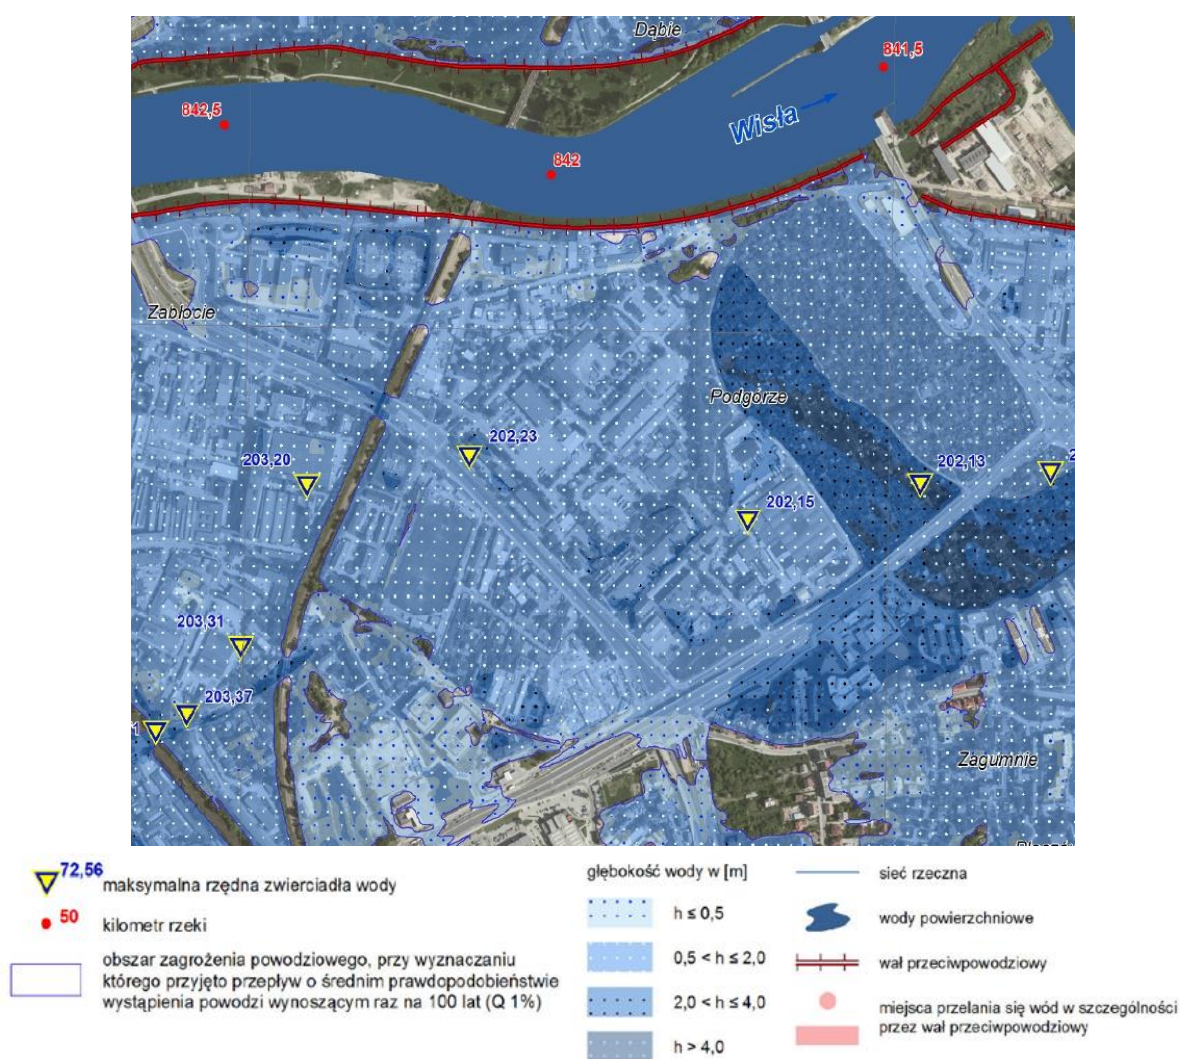 Dąbie
841,5
842,5
Wisła
842
Zabłocie
Podgórze
202,23
203,20
202,13
2
202,15
203,31
203,37
1
Zagumnie
72,56
maksymalna rzędna zwierciadła wody
50
kilometr rzeki
obszar zagrożenia powodziowego, przy wyznaczaniu
którego przyjęto przepływ o średnim prawdopodobieństwie
wystąpienia powodzi wynoszącym raz na 100 lat (Q 1%)
głębokość wody w [m]
h ≤ 0,5
0,5 < h ≤ 2,0
2,0 < h ≤ 4,0
h > 4,0
sieć rzeczna
wody powierzchniowe
wał przeciwpowodziowy
miejsca przelania się wód w szczególności
przez wał przeciwpowodziowy